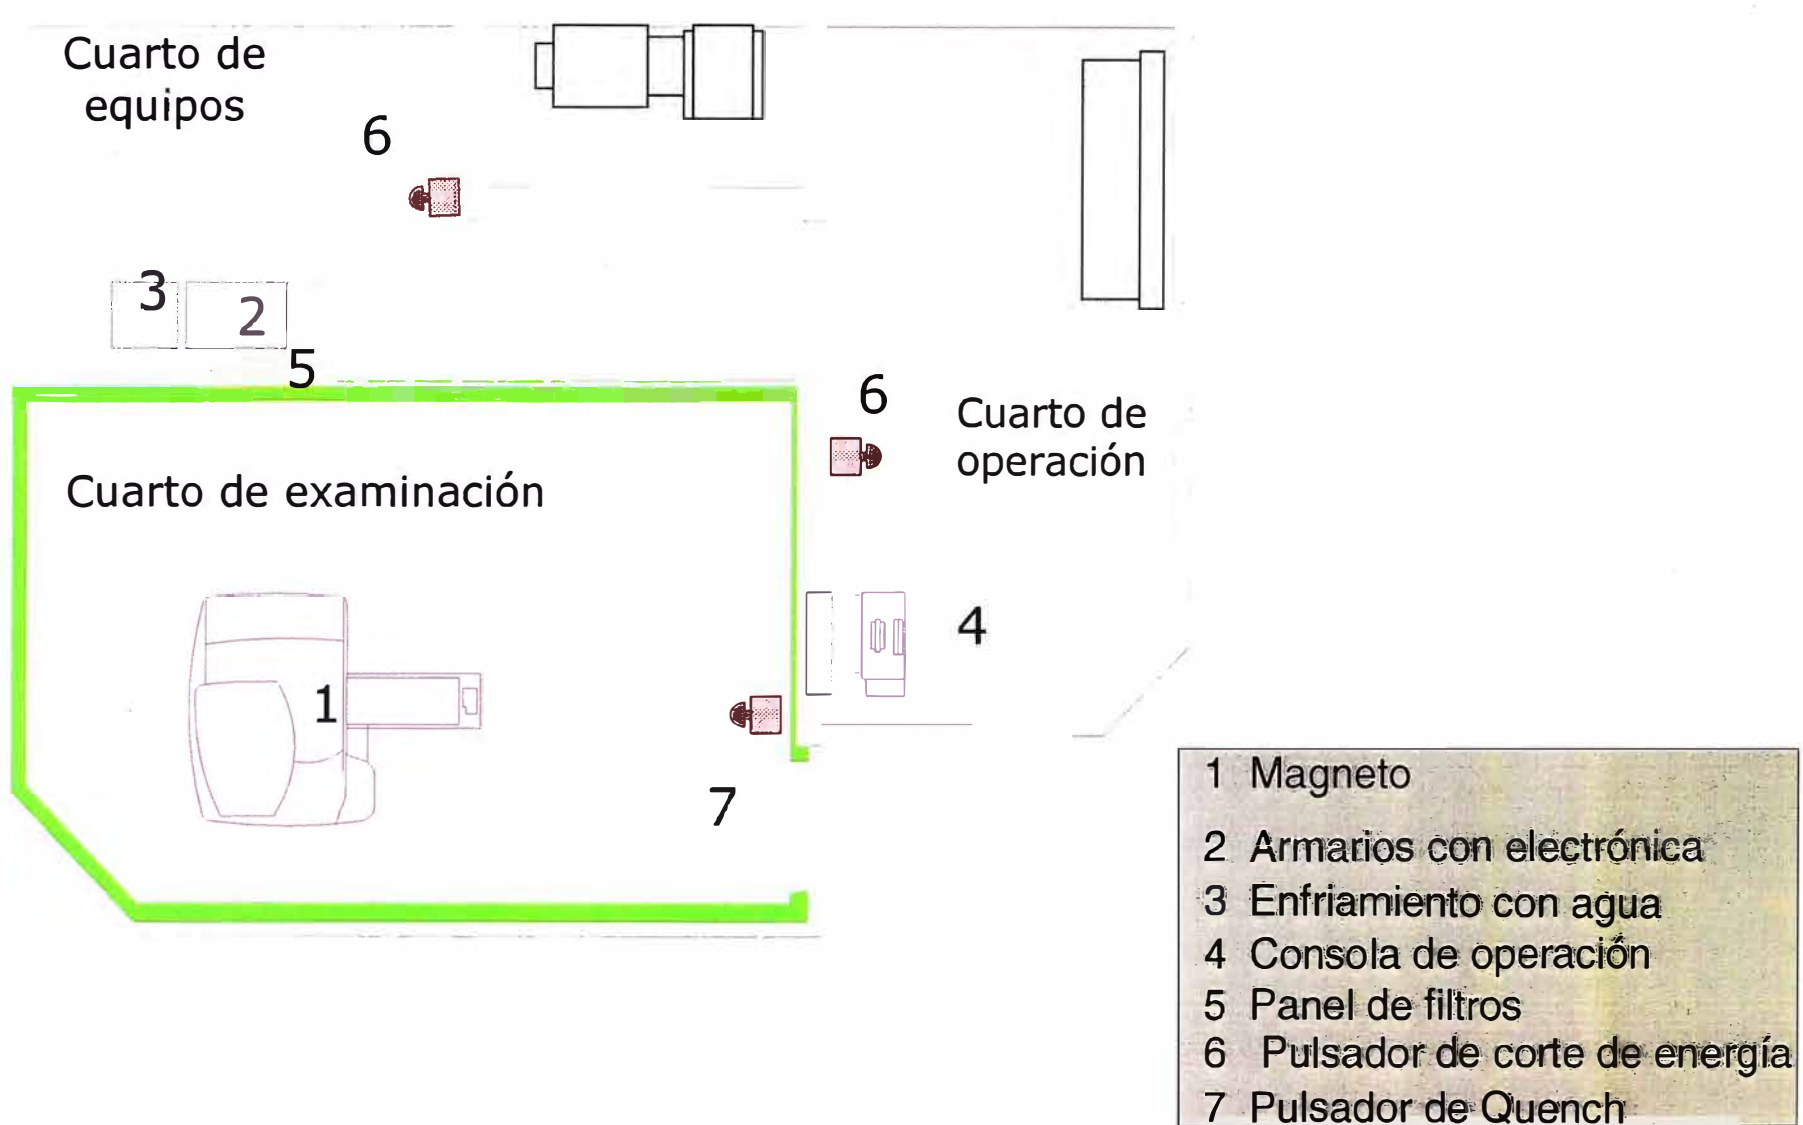 Cuarto de
equipos
6
3
2
5
6
Cuarto de
operación
Cuarto de examinación
4
1
7
1 Magneto
2 Armarios con electrónica
3 Enfriamiento con agua
4 Consola de operación
5 Panel de filtros
6 Pulsador de corte de energía
7 Pulsador de Quench